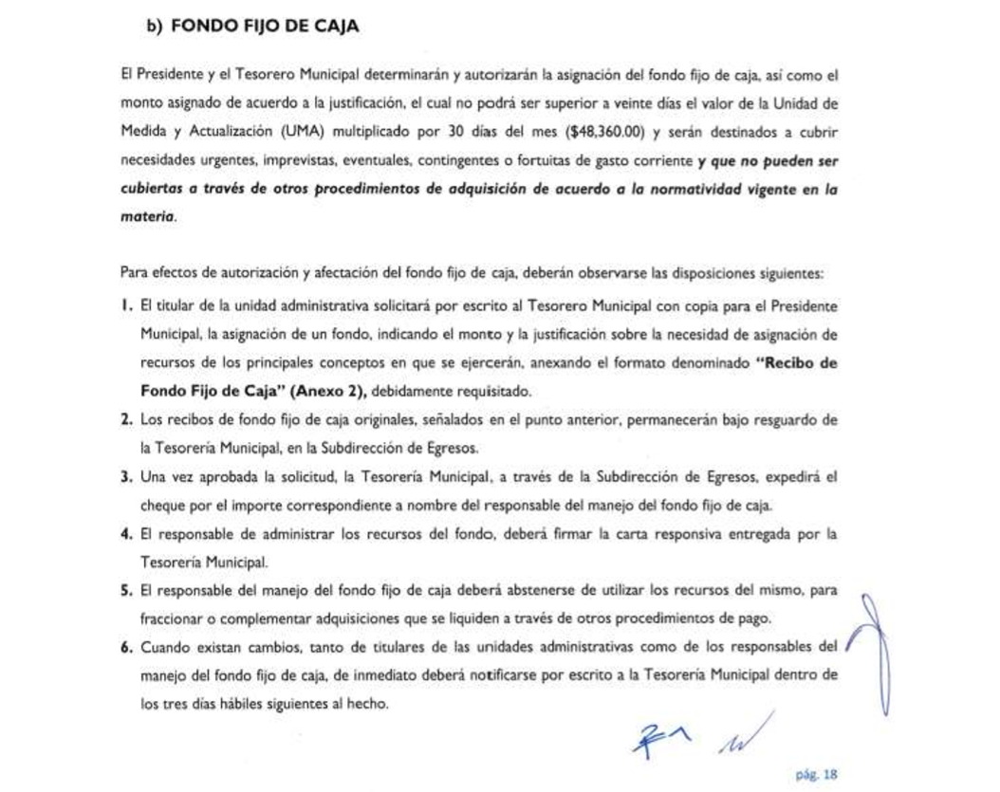 b) FONDO FIJO DE CAJA
El Presidente y el Tesorero Municipal determinarán y autorizarán la asignación del fondo fijo de caja, así como el
monto asignado de acuerdo a la justificación, el cual no podrá ser superior a veinte días el valor de la Unidad de
Medida y Actualización (UMA) multiplicado por 30 días del mes ($48,360.00) y serán destinados a cubrir
necesidades urgentes, imprevistas, eventuales, contingentes o fortuitas de gasto corriente y que no pueden ser
cubiertas a través de otros procedimientos de adquisición de acuerdo a la normatividad vigente en la
materia.
Para efectos de autorización y afectación del fondo fijo de caja, deberán observarse las disposiciones siguientes:
1. El titular de la unidad administrativa solicitará por escrito al Tesorero Municipal con copia para el Presidente
Municipal, la asignación de un fondo, indicando el monto y la justificación sobre la necesidad de asignación de
recursos de los principales conceptos en que se ejercerán, anexando el formato denominado “Recibo de
Fondo Fijo de Caja” (Anexo 2), debidamente requisitado.
2. Los recibos de fondo fijo de caja originales, señalados en el punto anterior, permanecerán bajo resguardo de
la Tesorería Municipal, en la Subdirección de Egresos.
3. Una vez aprobada la solicitud, la Tesorería Municipal, a través de la Subdirección de Egresos, expedirá el
cheque por el importe correspondiente a nombre del responsable del manejo del fondo fijo de caja.
4. El responsable de administrar los recursos del fondo, deberá firmar la carta responsiva entregada por la
Tesorería Municipal.
5. El responsable del manejo del fondo fijo de caja deberá abstenerse de utilizar los recursos del mismo, para
fraccionar o complementar adquisiciones que se liquiden a través de otros procedimientos de pago.
6. Cuando existan cambios, tanto de titulares de las unidades administrativas como de los responsables del
manejo del fondo fijo de caja, de inmediato deberá notificarse por escrito a la Tesorería Municipal dentro de
los tres días hábiles siguientes al hecho.
pág. 18